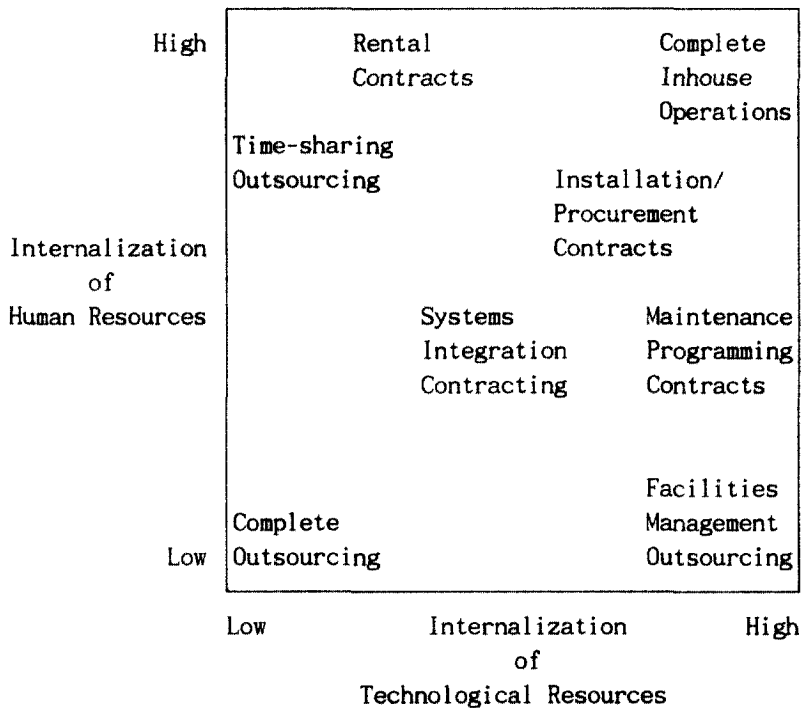 High Rental Complete
Contracts Inhouse
Operations
Time-sharing
Outsourcing Installation/
Procurement
Internalization Contracts
of
Human Resources Systems Maintenance
Integration Programming
Contracting Contracts
Facilities
Complete Management
Low Outsourcing Outsourcing
Low Internalization High
of
Technological Resources